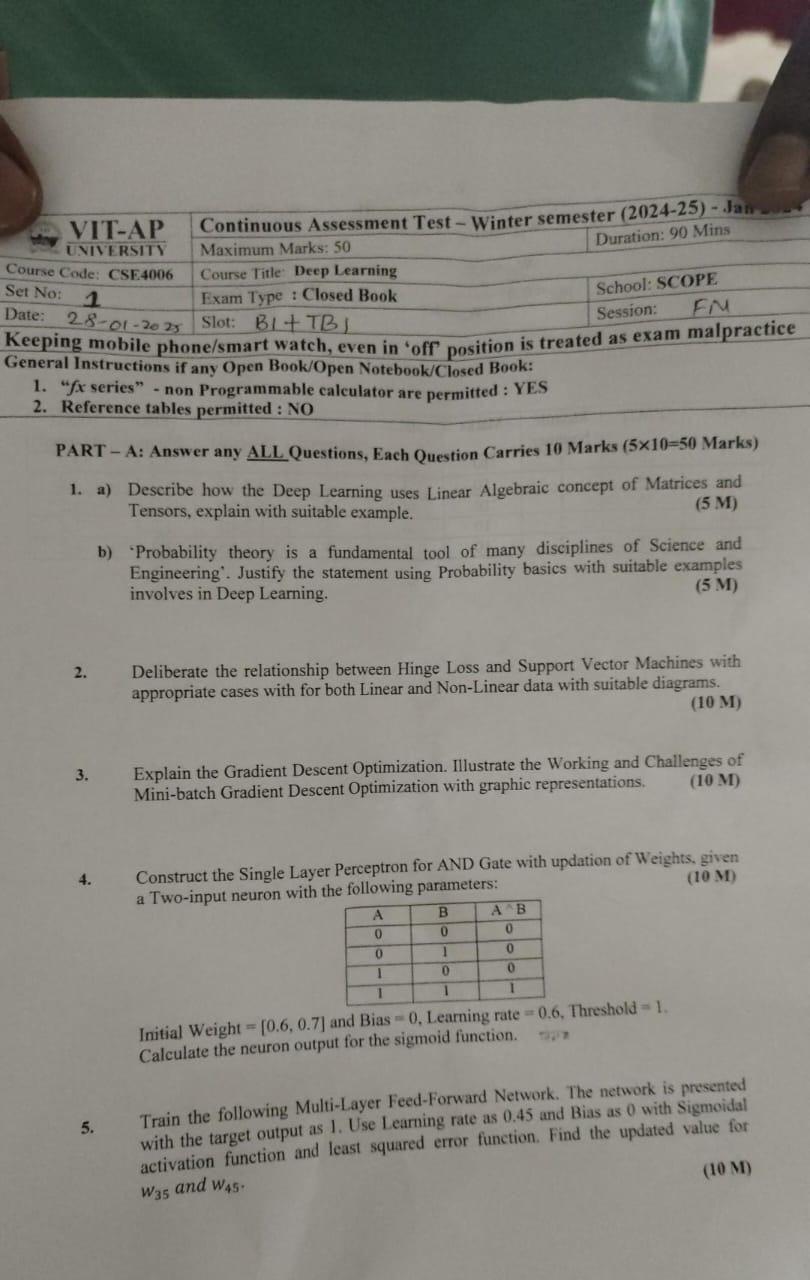 VIT-AP
UNIVERSITY
Continuous Assessment Test – Winter semester (2024-25) - Jan
Maximum Marks: 50
Duration: 90 Mins
Course Code: CSE4006
Course Title: Deep Learning
Set No: 1
Exam Type : Closed Book
School: SCOPE
Date: 28-01-2025
Slot: B1+TB1
Session: FN
Keeping mobile phone/smart watch, even in ‘off’ position is treated as exam malpractice
General Instructions if any Open Book/Open Notebook/Closed Book:
1. “fx series” - non Programmable calculator are permitted : YES
2. Reference tables permitted : NO
PART – A: Answer any ALL Questions, Each Question Carries 10 Marks (5×10=50 Marks)
1. a) Describe how the Deep Learning uses Linear Algebraic concept of Matrices and
Tensors, explain with suitable example. (5 M)
b) ‘Probability theory is a fundamental tool of many disciplines of Science and
Engineering’. Justify the statement using Probability basics with suitable examples
involves in Deep Learning. (5 M)
2. Deliberate the relationship between Hinge Loss and Support Vector Machines with
appropriate cases with for both Linear and Non-Linear data with suitable diagrams.
(10 M)
3. Explain the Gradient Descent Optimization. Illustrate the Working and Challenges of
Mini-batch Gradient Descent Optimization with graphic representations. (10 M)
4. Construct the Single Layer Perceptron for AND Gate with updation of Weights, given
a Two-input neuron with the following parameters: (10 M)
A B A^B
0 0 0
0 1 0
1 0 0
1 1 1
Initial Weight = [0.6, 0.7] and Bias = 0, Learning rate = 0.6, Threshold = 1.
Calculate the neuron output for the sigmoid function.
5. Train the following Multi-Layer Feed-Forward Network. The network is presented
with the target output as 1. Use Learning rate as 0.45 and Bias as 0 with Sigmoidal
activation function and least squared error function. Find the updated value for
w35 and w45. (10 M)